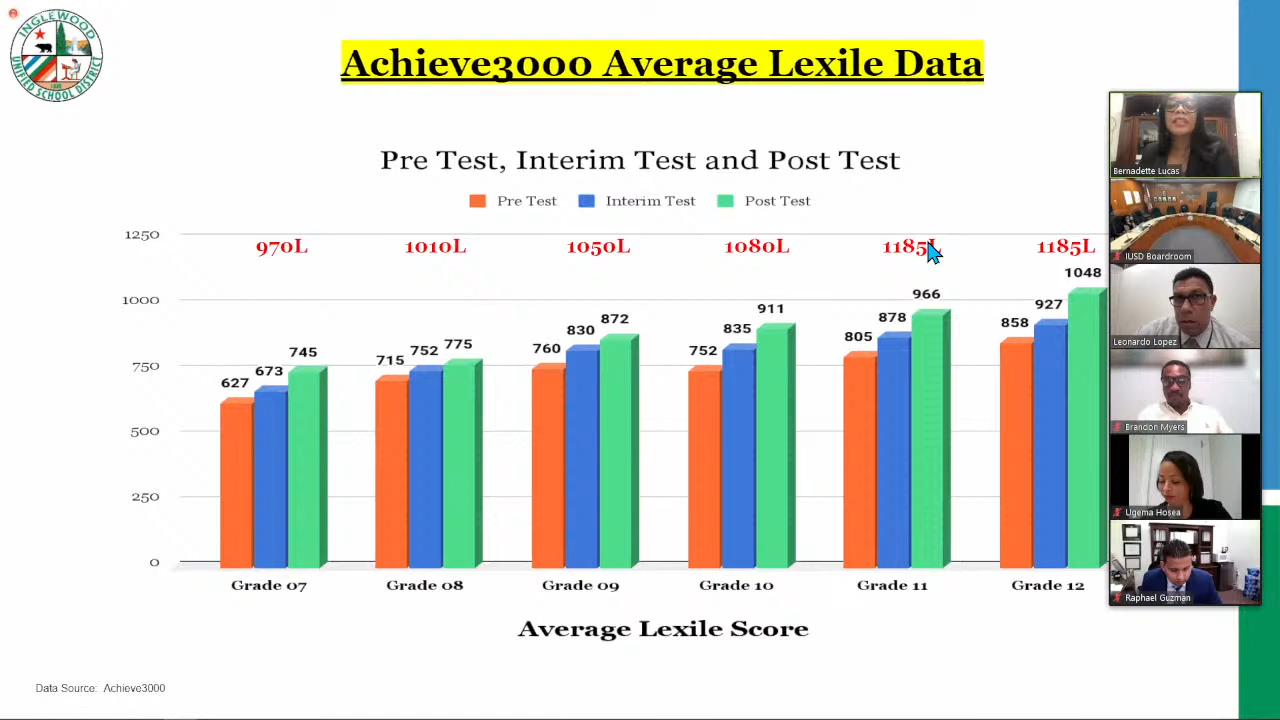 INGLEWOOD
UNIFIED SCHOOL DISTRICT
Achieve3000 Average Lexile Data
Pre Test, Interim Test and Post Test
Pre Test Interim Test Post Test
1250
970L 1010L 1050L 1080L 1185L 1185L
1000
750
500
250
0
627 673 745
715 752 775
760 830 872
752 835 911
805 878 966
858 927 1048
Grade 07 Grade 08 Grade 09 Grade 10 Grade 11 Grade 12
Average Lexile Score
Data Source: Achieve3000
Bernadette Lucas
IUSD Boardroom
Leonardo Lopez
Brandon Myers
Ugema Hosea
Raphael Guzman